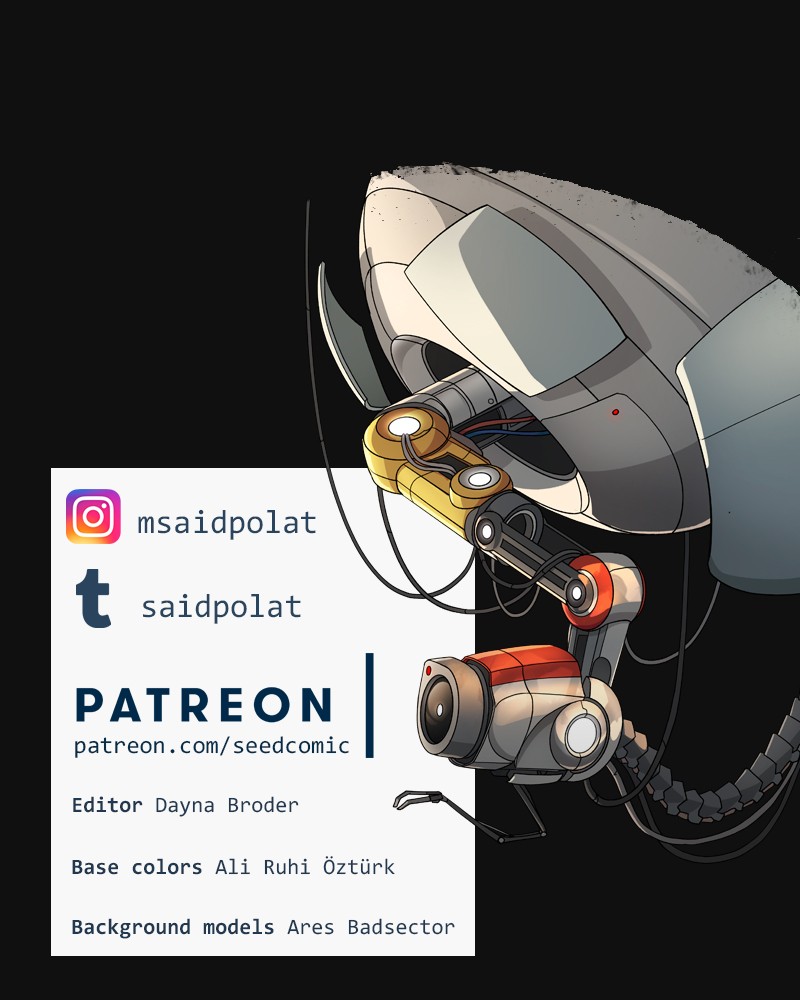 msaidpolat
t saidpolat
PATREON
patreon.com/seedcomic
Editor Dayna Broder
Base colors Ali Ruhi Öztürk
Background models Ares Badsector